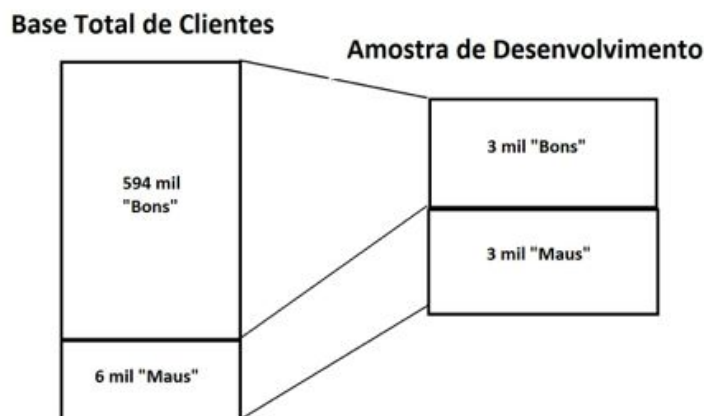 Base Total de Clientes
Amostra de Desenvolvimento
594 mil
"Bons"
6 mil "Maus"
3 mil "Bons"
3 mil "Maus"